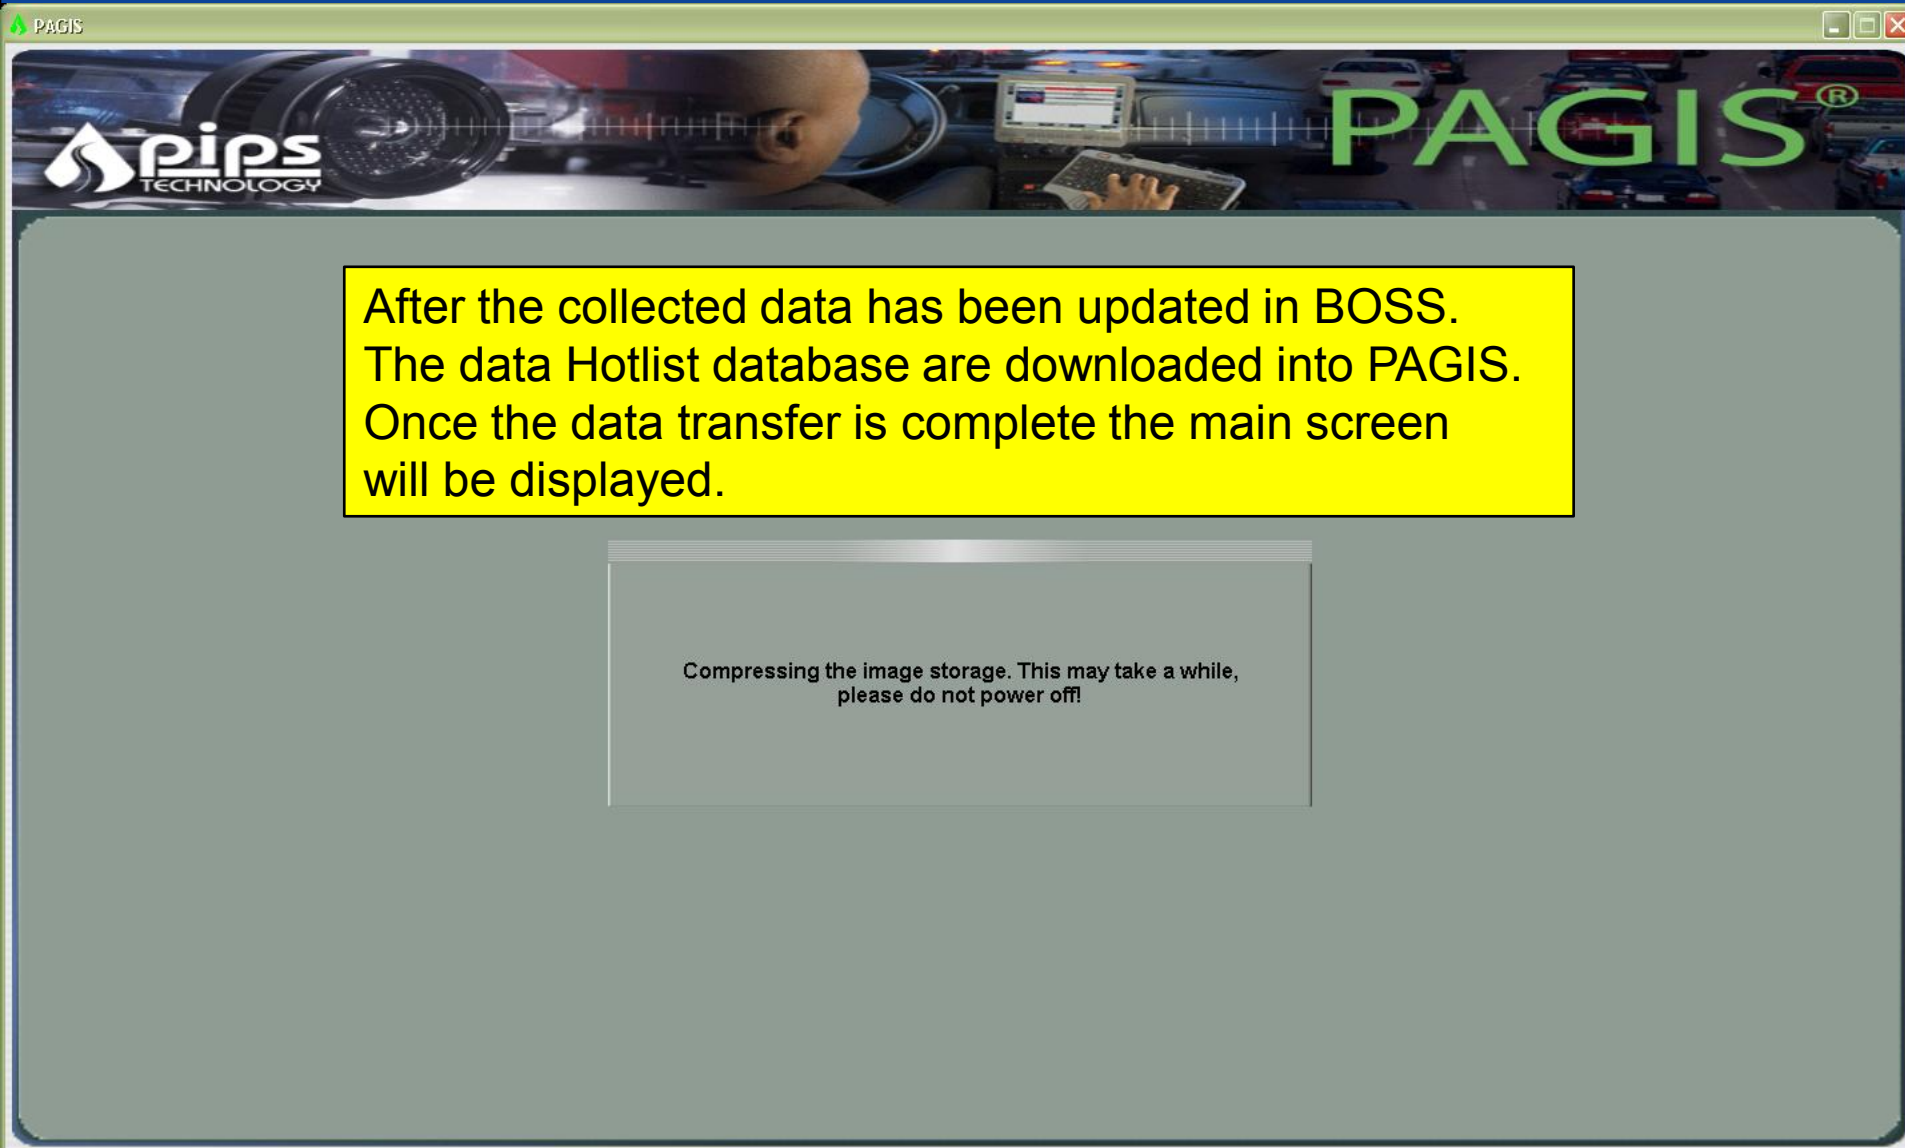 PAGIS
pips
TECHNOLOGY
PAGIS®
After the collected data has been updated in BOSS.
The data Hotlist database are downloaded into PAGIS.
Once the data transfer is complete the main screen
will be displayed.
Compressing the image storage. This may take a while,
please do not power off!